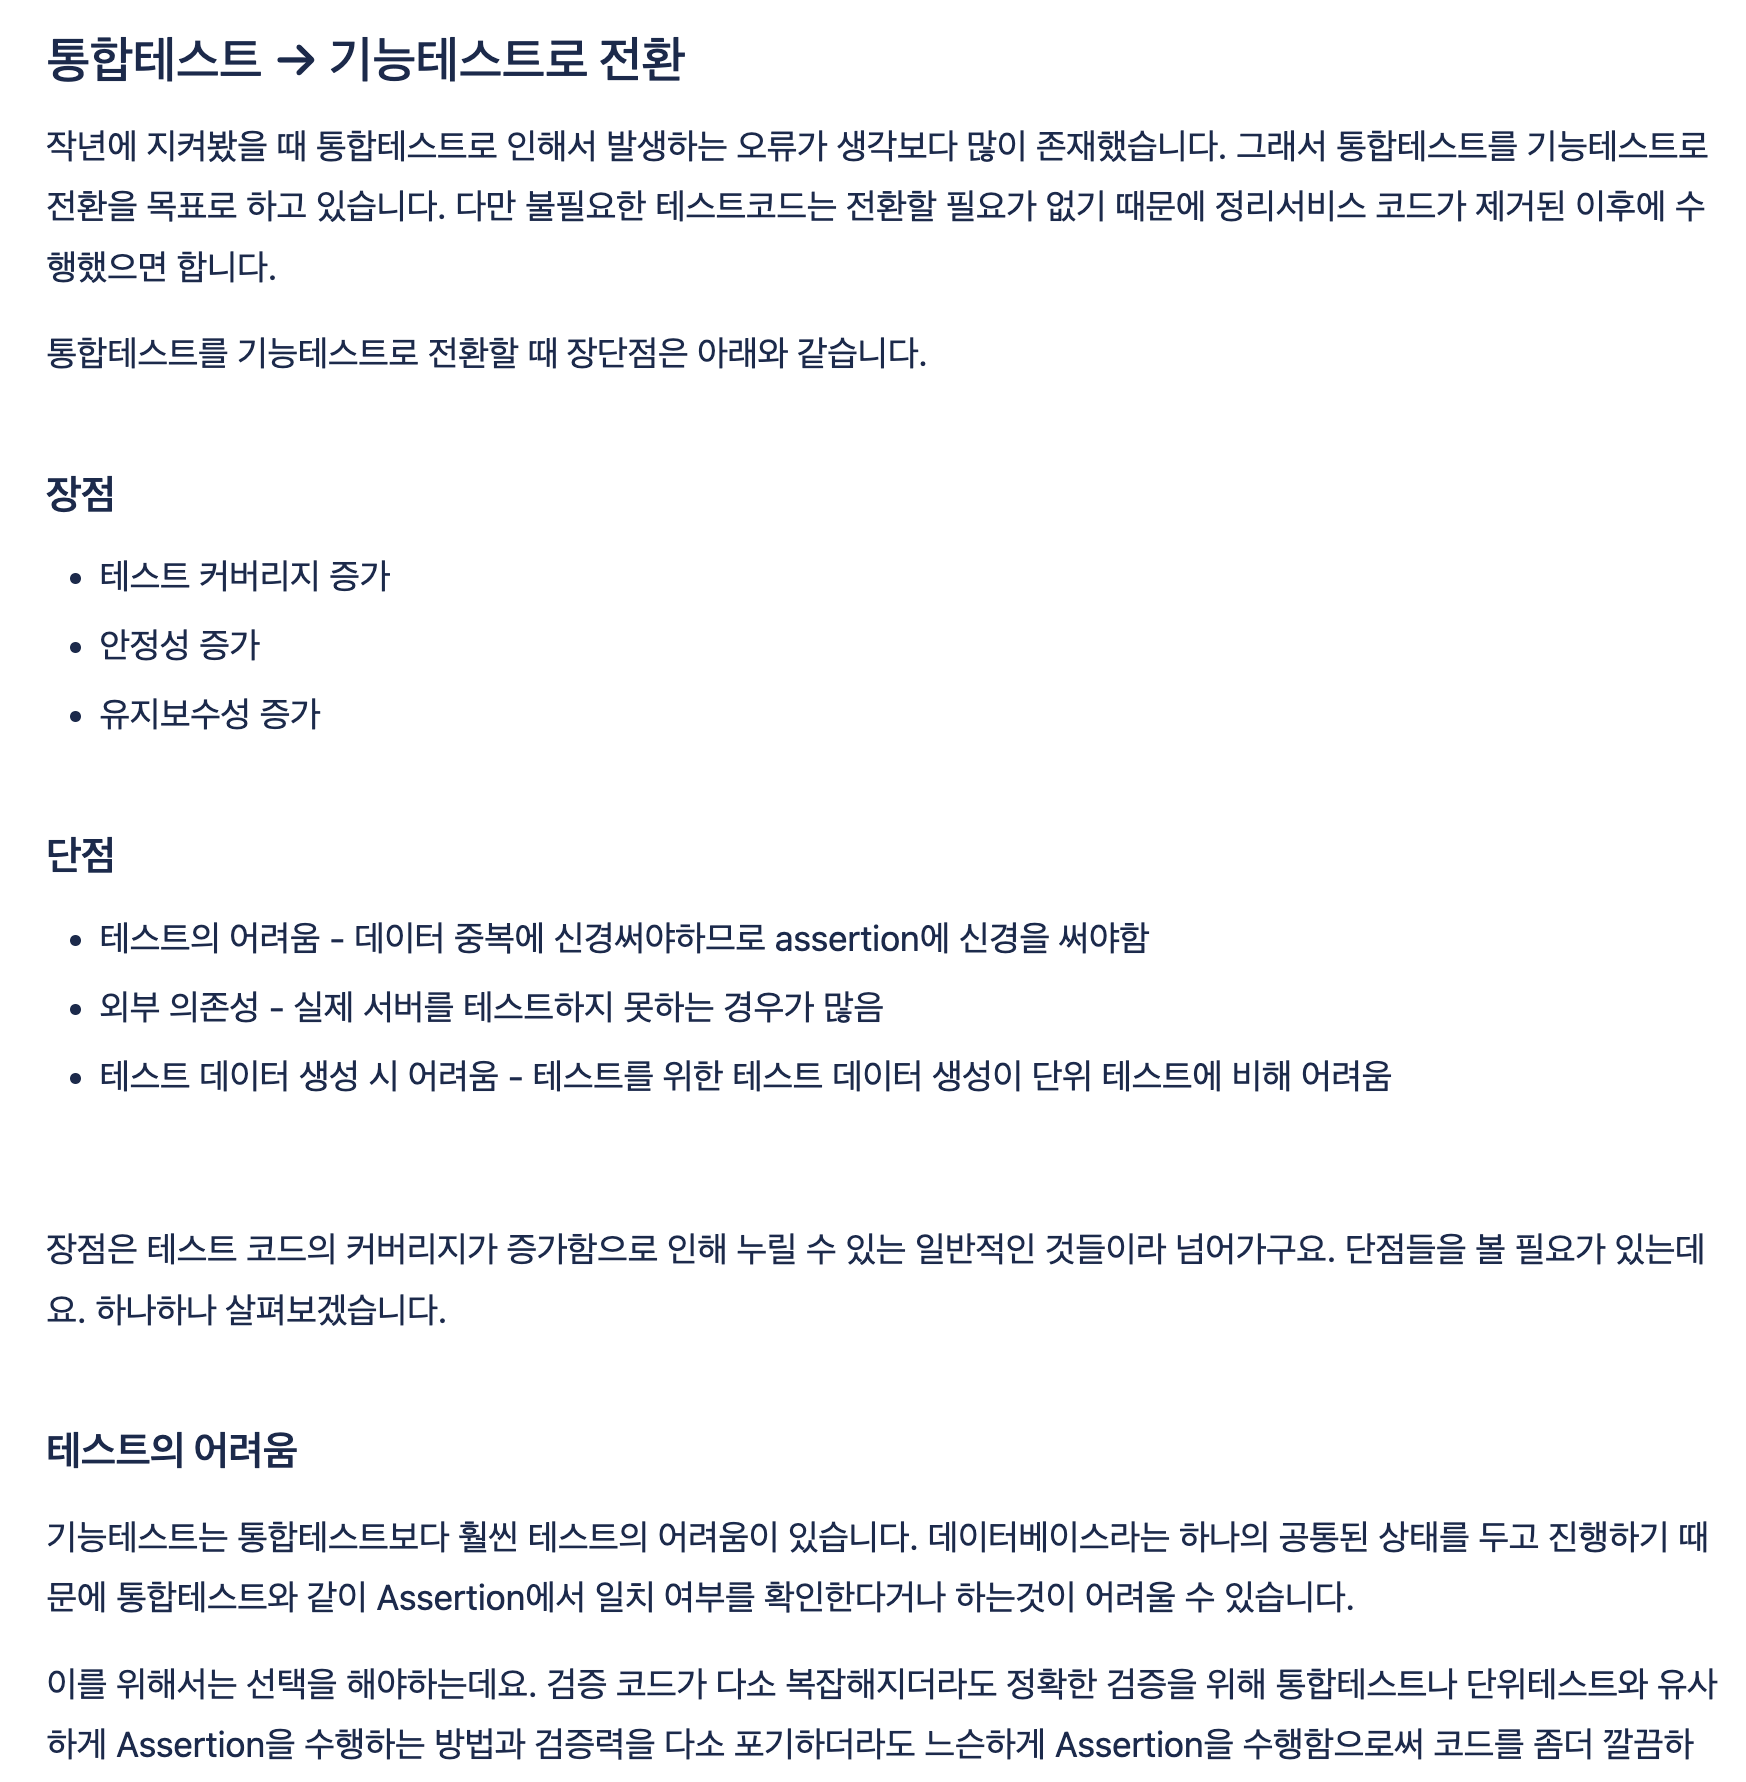 통합테스트 → 기능테스트로 전환
작년에 지켜봤을 때 통합테스트로 인해서 발생하는 오류가 생각보다 많이 존재했습니다. 그래서 통합테스트를 기능테스트로
전환을 목표로 하고 있습니다. 다만 불필요한 테스트코드는 전환할 필요가 없기 때문에 정리서비스 코드가 제거된 이후에 수
행했으면 합니다.
통합테스트를 기능테스트로 전환할 때 장단점은 아래와 같습니다.
장점
• 테스트 커버리지 증가
• 안정성 증가
• 유지보수성 증가
단점
• 테스트의 어려움 - 데이터 중복에 신경써야하므로 assertion에 신경을 써야함
• 외부 의존성 - 실제 서버를 테스트하지 못하는 경우가 많음
• 테스트 데이터 생성 시 어려움 - 테스트를 위한 테스트 데이터 생성이 단위 테스트에 비해 어려움
장점은 테스트 코드의 커버리지가 증가함으로 인해 누릴 수 있는 일반적인 것들이라 넘어가구요. 단점들을 볼 필요가 있는데
요. 하나하나 살펴보겠습니다.
테스트의 어려움
기능테스트는 통합테스트보다 훨씬 테스트의 어려움이 있습니다. 데이터베이스라는 하나의 공통된 상태를 두고 진행하기 때
문에 통합테스트와 같이 Assertion에서 일치 여부를 확인한다거나 하는것이 어려울 수 있습니다.
이를 위해서는 선택을 해야하는데요. 검증 코드가 다소 복잡해지더라도 정확한 검증을 위해 통합테스트나 단위테스트와 유사
하게 Assertion을 수행하는 방법과 검증력을 다소 포기하더라도 느슨하게 Assertion을 수행함으로써 코드를 좀더 깔끔하